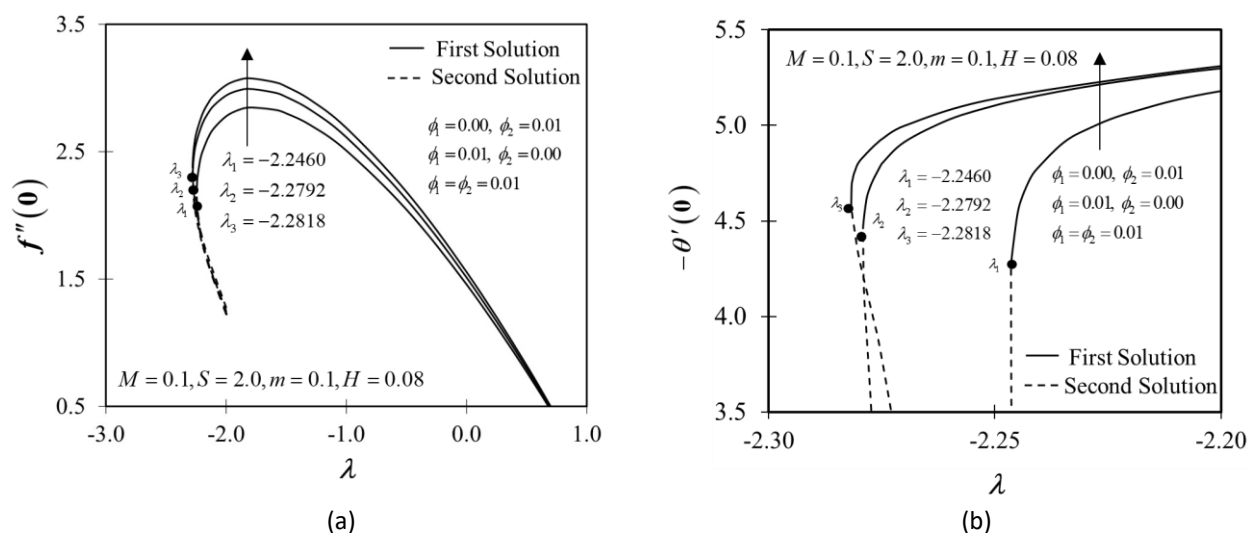 3.5
2.5
1.5
0.5
f″(0)
First Solution
Second Solution
ϕ₁ = 0.00, ϕ₂ = 0.01
ϕ₁ = 0.01, ϕ₂ = 0.00
ϕ₁ = ϕ₂ = 0.01
λ₁ = −2.2460
λ₂ = −2.2792
λ₃ = −2.2818
λ₃
λ₂
λ₁
M = 0.1, S = 2.0, m = 0.1, H = 0.08
-3.0 -2.0 -1.0 0.0 1.0
λ
(a)
5.5
5.0
4.5
4.0
3.5
−θ′(0)
M = 0.1, S = 2.0, m = 0.1, H = 0.08
λ₁ = −2.2460
λ₂ = −2.2792
λ₃ = −2.2818
ϕ₁ = 0.00, ϕ₂ = 0.01
ϕ₁ = 0.01, ϕ₂ = 0.00
ϕ₁ = ϕ₂ = 0.01
λ₃
λ₂
λ₁
First Solution
Second Solution
-2.30 -2.25 -2.20
λ
(b)